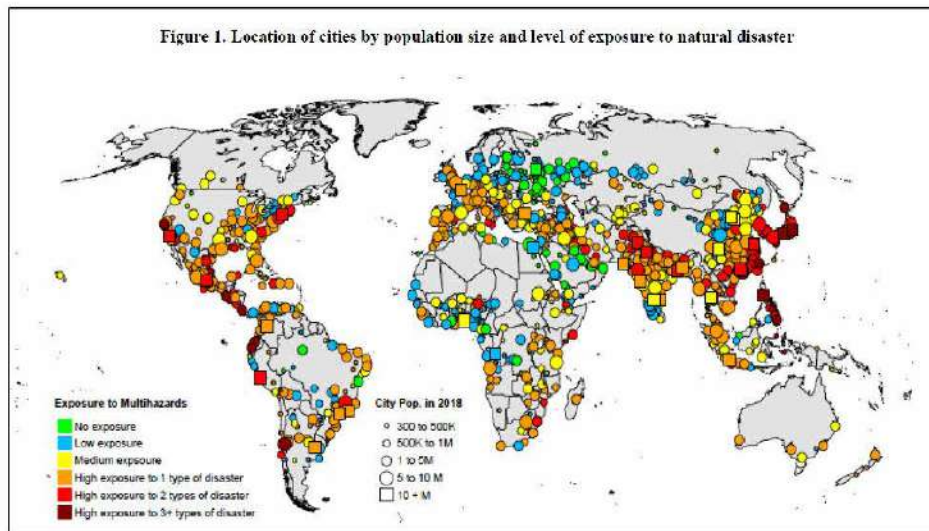 Figure 1. Location of cities by population size and level of exposure to natural disaster
Exposure to Multihazards
No exposure
Low exposure
Medium expsoure
High exposure to 1 type of disaster
High exposure to 2 types of disaster
High exposure to 3+ types of disaster
City Pop. in 2018
300 to 500K
500K to 1M
1 to 5M
5 to 10 M
10 + M